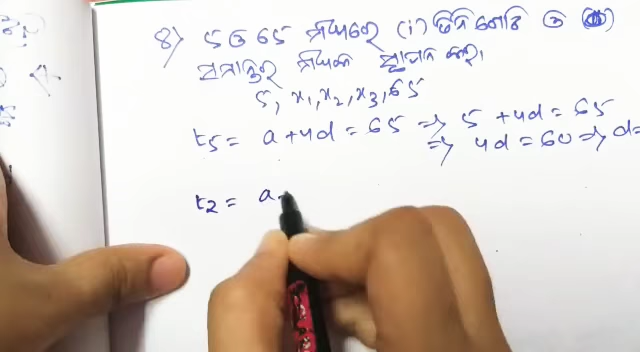 8) 5 ଓ 65 ମଧ୍ୟରେ (i) ତିନି ଗୋଟି ଓ
ସମାନ୍ତର ମଧ୍ୟକ ସ୍ଥାପନ କର।
5, x₁, x₂, x₃, 65
t₅ = a + 4d = 65 ⇒ 5 + 4d = 65
⇒ 4d = 60 ⇒ d=
t₂ = a